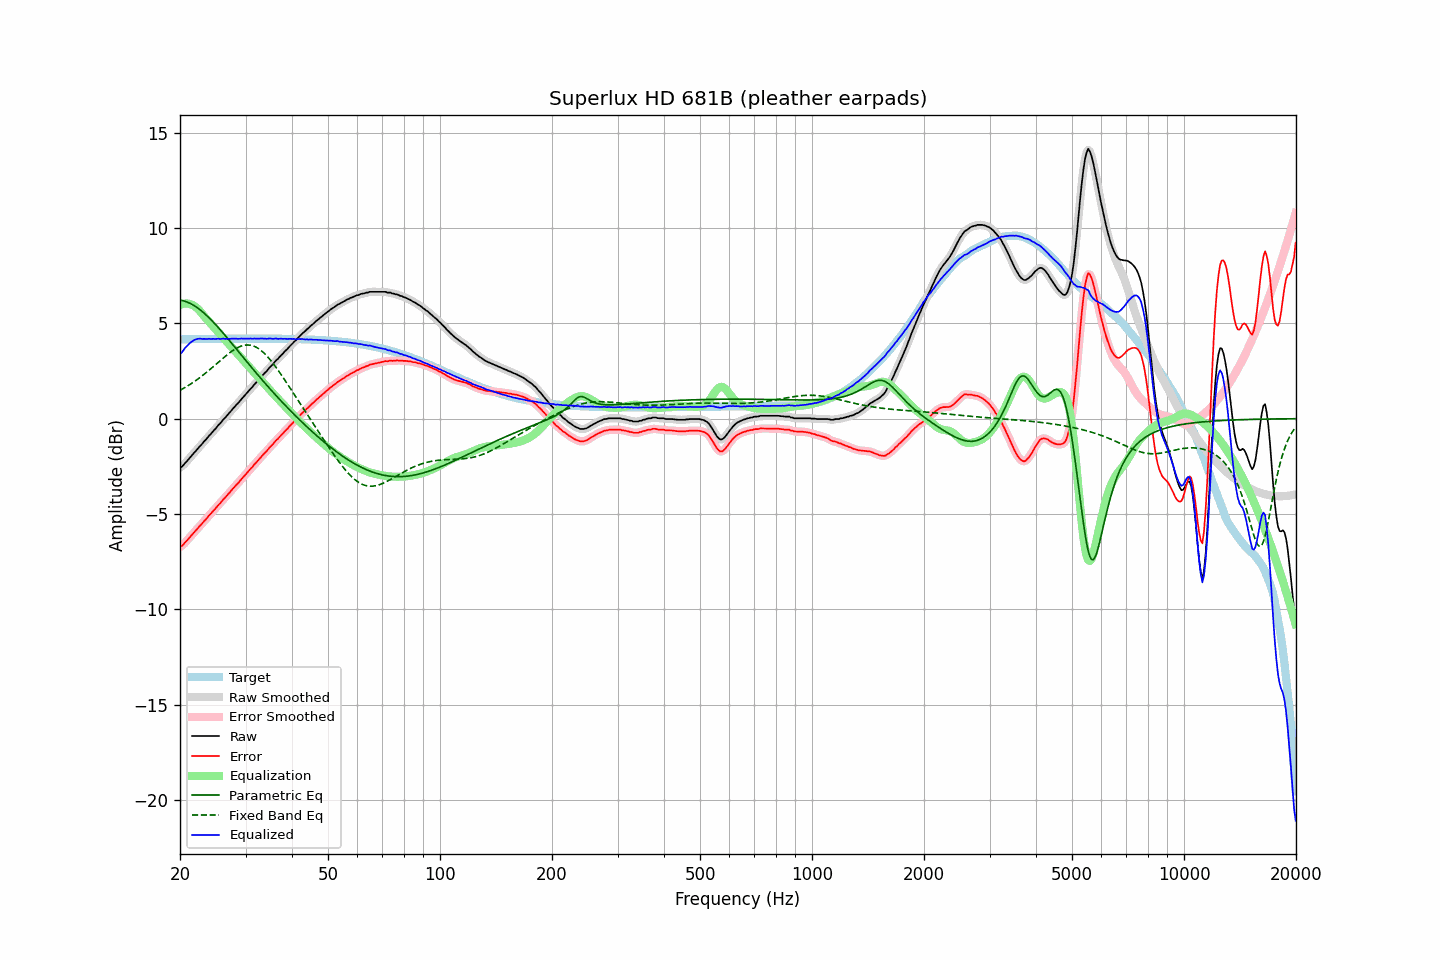 Superlux HD 681B (pleather earpads)
Amplitude (dBr)
15
10
5
0
−5
−10
−15
−20
Target
Raw Smoothed
Error Smoothed
Raw
Error
Equalization
Parametric Eq
Fixed Band Eq
Equalized
20 50 100 200 500 1000 2000 5000 10000 20000
Frequency (Hz)